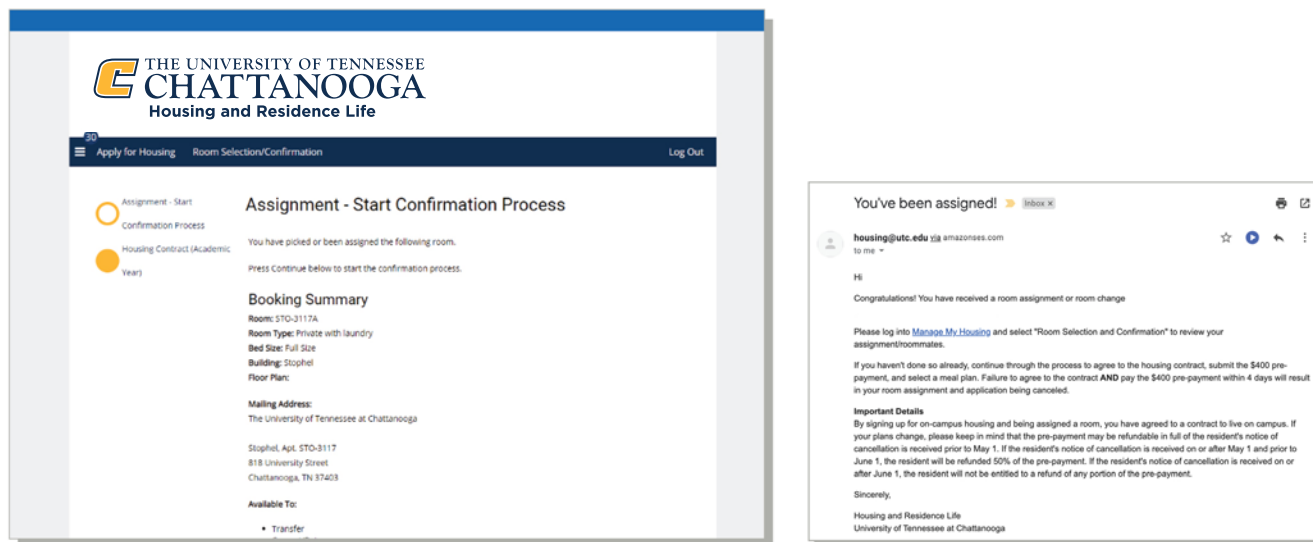 THE UNIVERSITY OF TENNESSEE
CHATTANOOGA
Housing and Residence Life
30
Apply for Housing Room Selection/Confirmation Log Out
Assignment - Start
Confirmation Process
Housing Contract (Academic
Year)
Assignment - Start Confirmation Process
You have picked or been assigned the following room.
Press Continue below to start the confirmation process.
Booking Summary
Room: STO-3117A
Room Type: Private with laundry
Bed Size: Full Size
Building: Stophel
Floor Plan:
Mailing Address:
The University of Tennessee at Chattanooga
Stophel, Apt. STO-3117
818 University Street
Chattanooga, TN 37403
Available To:
• Transfer
You've been assigned! Inbox x
housing@utc.edu via amazonses.com
to me
Hi
Congratulations! You have received a room assignment or room change
Please log into Manage My Housing and select "Room Selection and Confirmation" to review your
assignment/roommates.
If you haven't done so already, continue through the process to agree to the housing contract, submit the $400 pre-
payment, and select a meal plan. Failure to agree to the contract AND pay the $400 pre-payment within 4 days will result
in your room assignment and application being canceled.
Important Details
By signing up for on-campus housing and being assigned a room, you have agreed to a contract to live on campus. If
your plans change, please keep in mind that the pre-payment may be refundable in full of the resident's notice of
cancellation is received prior to May 1. If the resident's notice of cancellation is received on or after May 1 and prior to
June 1, the resident will be refunded 50% of the pre-payment. If the resident's notice of cancellation is received on or
after June 1, the resident will not be entitled to a refund of any portion of the pre-payment.
Sincerely,
Housing and Residence Life
University of Tennessee at Chattanooga